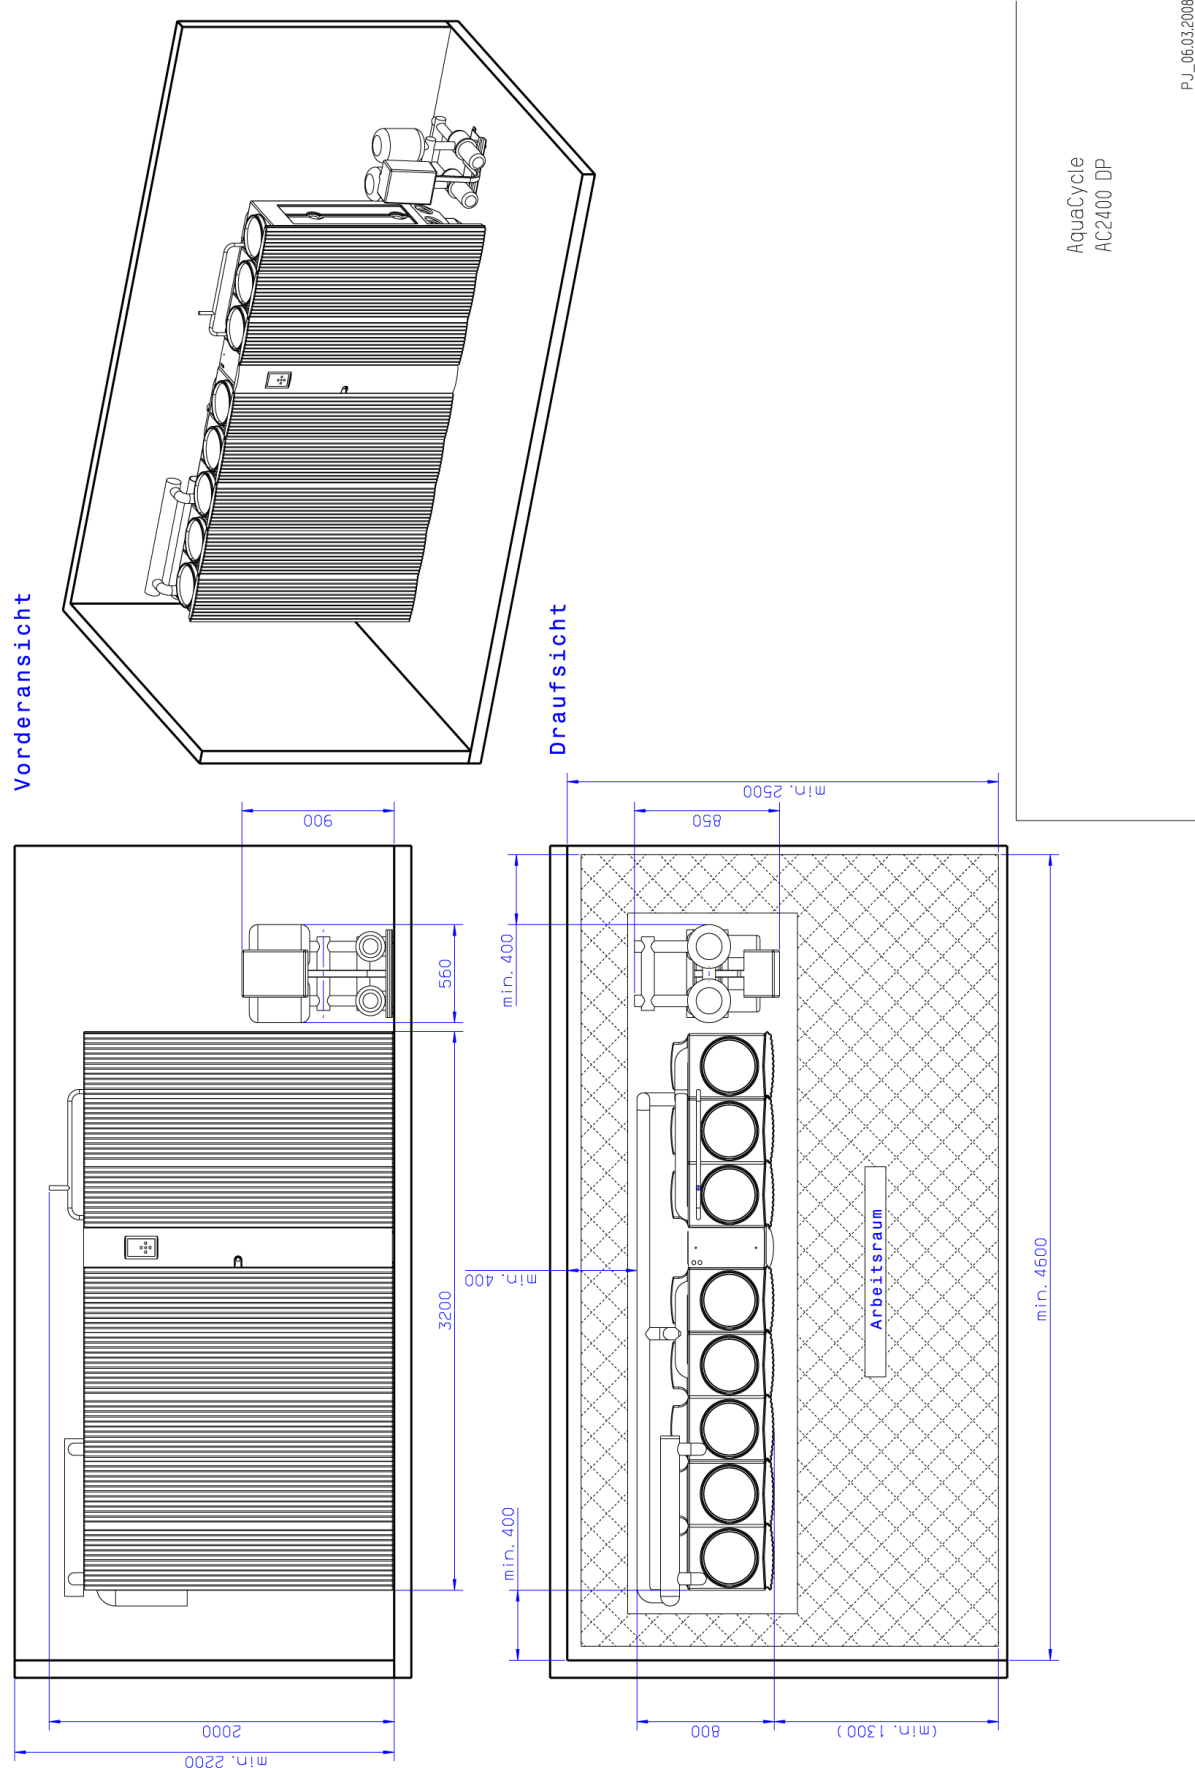 Vorderansicht
900
560
3200
2000
min. 2200
Draufsicht
min. 2500
850
min. 400
min. 400
min. 400
Arbeitsraum
min. 4600
800
(min. 1300)
AquaCycle
AC2400 DP
PJ_06.03.2008